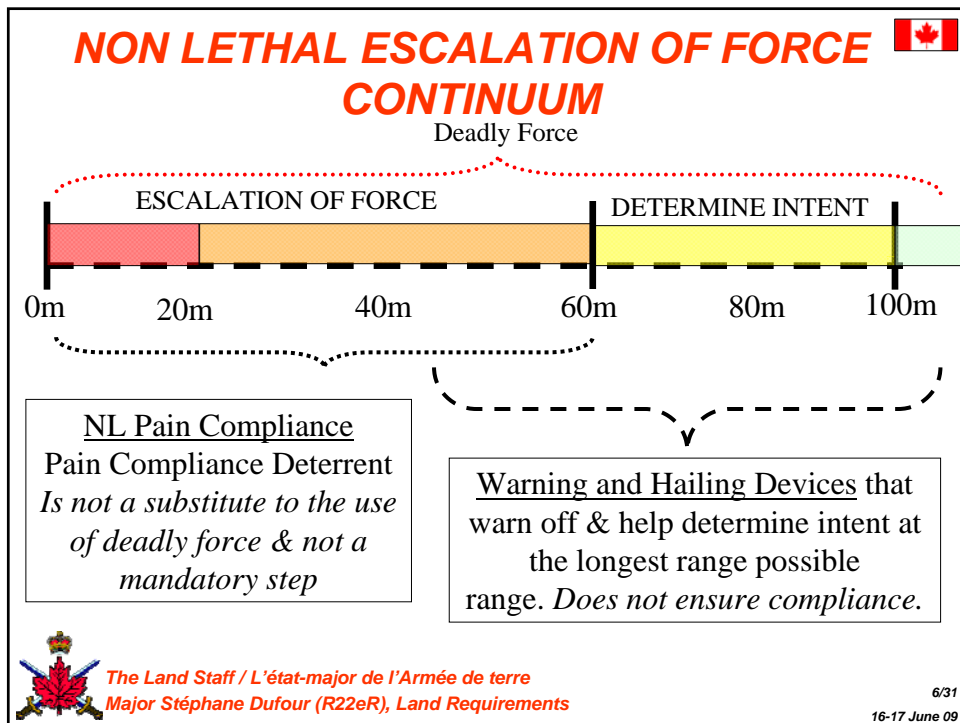 NON LETHAL ESCALATION OF FORCE
CONTINUUM
Deadly Force
ESCALATION OF FORCE
DETERMINE INTENT
0m
20m
40m
60m
80m
100m
NL Pain Compliance
Pain Compliance Deterrent
Is not a substitute to the use
of deadly force & not a
mandatory step
Warning and Hailing Devices that
warn off & help determine intent at
the longest range possible
range. Does not ensure compliance.
The Land Staff / L'état-major de l'Armée de terre
Major Stéphane Dufour (R22eR), Land Requirements
6/31
16-17 June 09